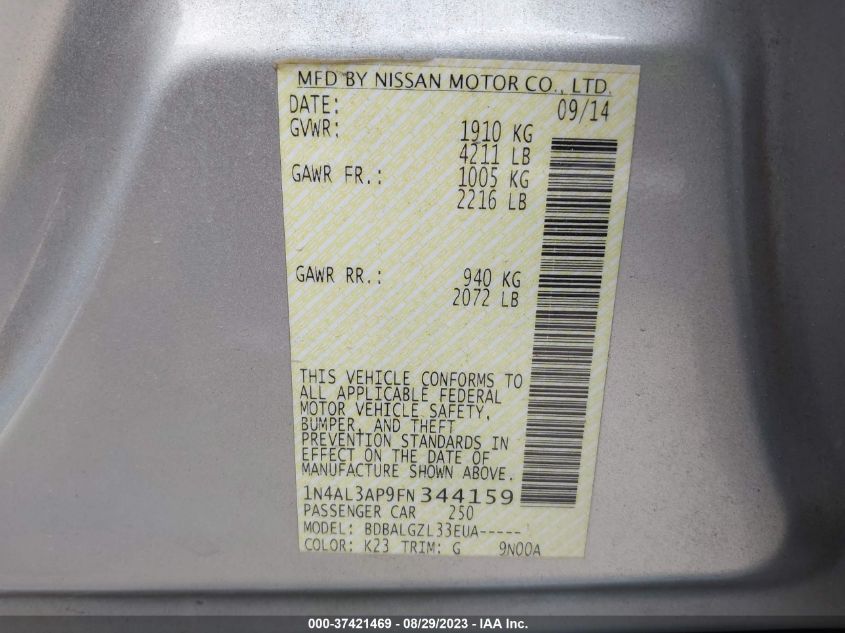 MFD BY NISSAN MOTOR CO., LTD.
DATE: 09/14
GVWR: 1910 KG
4211 LB
GAWR FR.: 1005 KG
2216 LB
GAWR RR.: 940 KG
2072 LB
THIS VEHICLE CONFORMS TO
ALL APPLICABLE FEDERAL
MOTOR VEHICLE SAFETY,
BUMPER, AND THEFT
PREVENTION STANDARDS IN
EFFECT ON THE DATE OF
MANUFACTURE SHOWN ABOVE.
1N4AL3AP9FN344159
PASSENGER CAR 250
MODEL: BDBALGZL33EUA-----
COLOR: K23 TRIM: G 9N00A
000-37421469 - 08/29/2023 - IAA Inc.